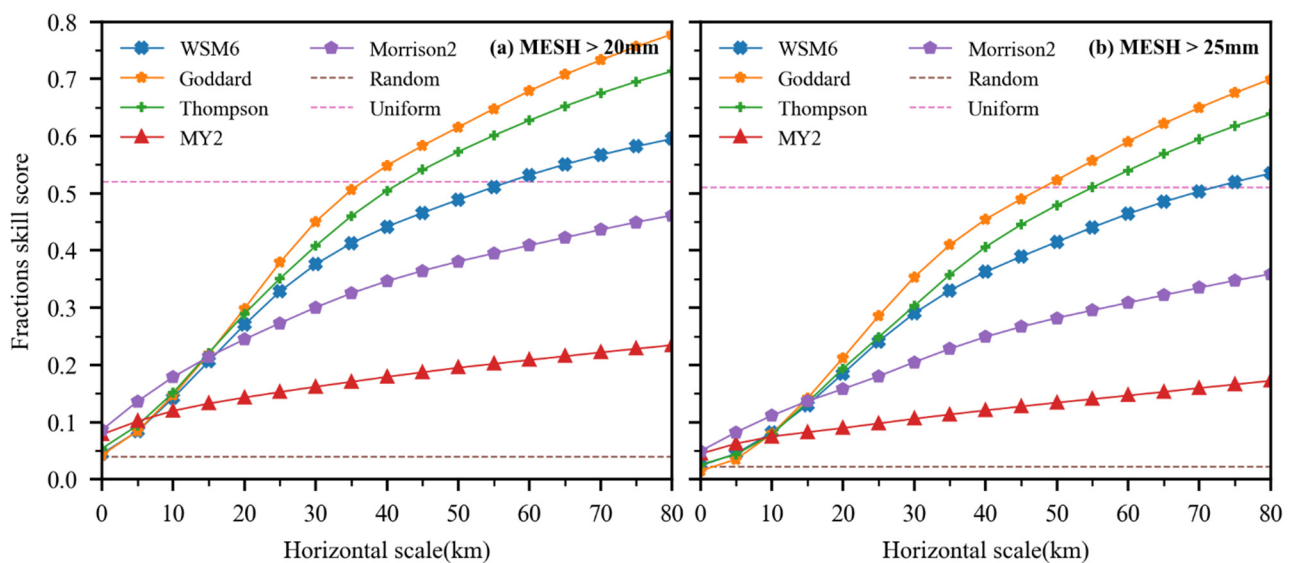 Fractions skill score
0.8
0.7
0.6
0.5
0.4
0.3
0.2
0.1
0.0
WSM6
Goddard
Thompson
MY2
Morrison2
Random
Uniform
(a) MESH > 20mm
0 10 20 30 40 50 60 70 80
Horizontal scale(km)
WSM6
Goddard
Thompson
MY2
Morrison2
Random
Uniform
(b) MESH > 25mm
0 10 20 30 40 50 60 70 80
Horizontal scale(km)